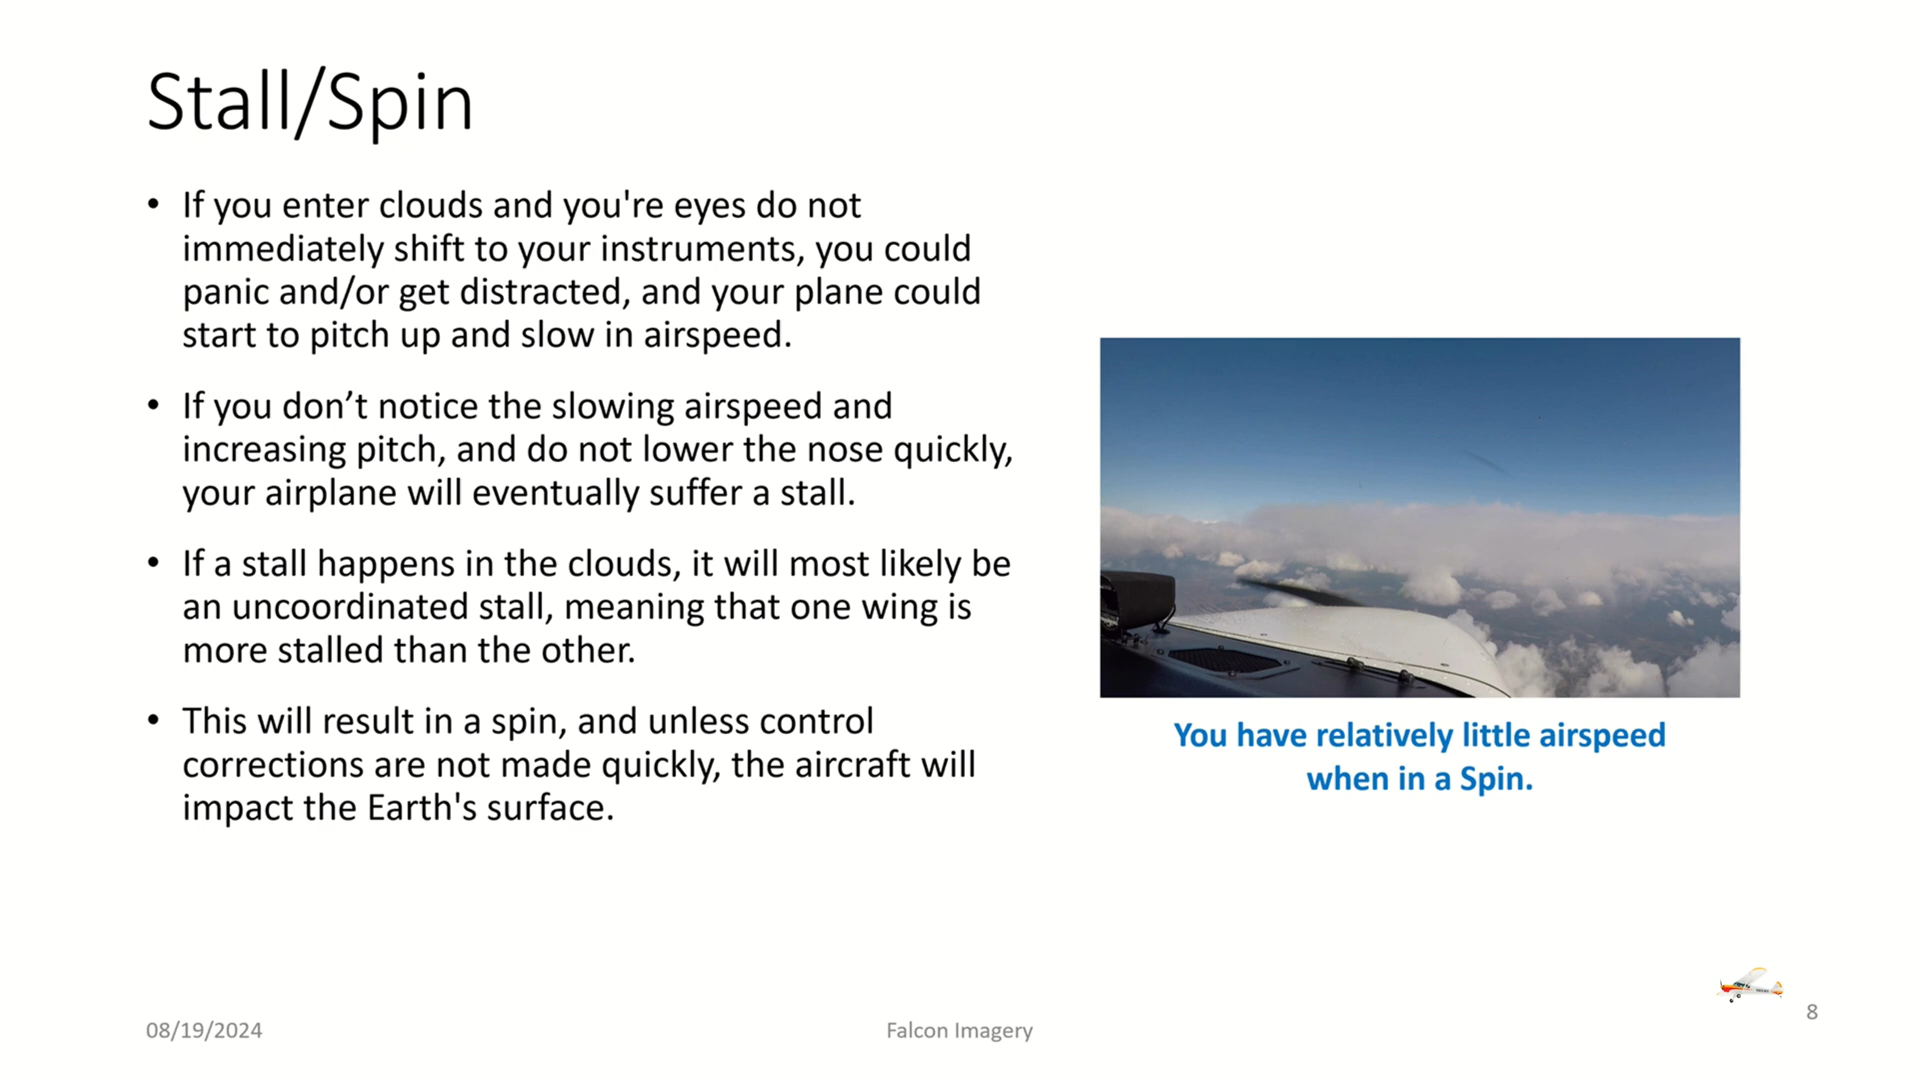 Stall/Spin
• If you enter clouds and you're eyes do not
immediately shift to your instruments, you could
panic and/or get distracted, and your plane could
start to pitch up and slow in airspeed.
• If you don’t notice the slowing airspeed and
increasing pitch, and do not lower the nose quickly,
your airplane will eventually suffer a stall.
• If a stall happens in the clouds, it will most likely be
an uncoordinated stall, meaning that one wing is
more stalled than the other.
• This will result in a spin, and unless control
corrections are not made quickly, the aircraft will
impact the Earth's surface.
You have relatively little airspeed
when in a Spin.
08/19/2024
Falcon Imagery
8